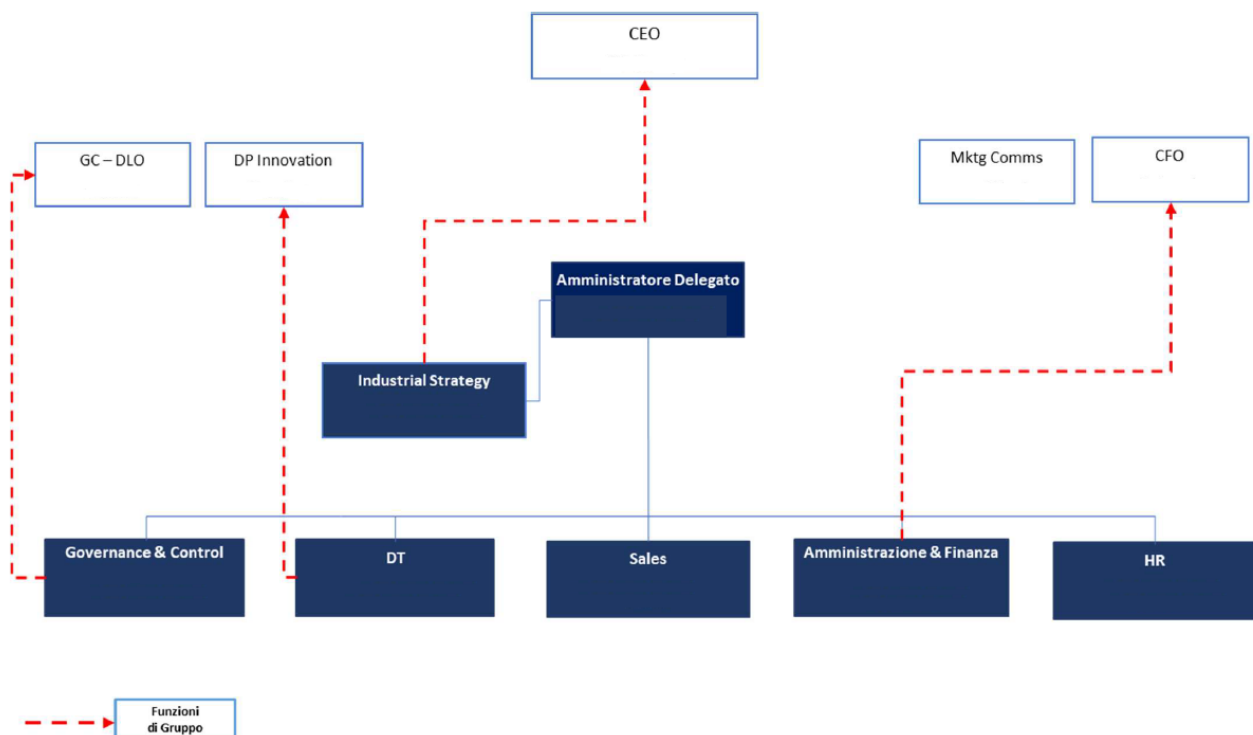 CEO
GC – DLO
DP Innovation
Mktg Comms
CFO
Amministratore Delegato
Industrial Strategy
Governance & Control
DT
Sales
Amministrazione & Finanza
HR
Funzioni
di Gruppo